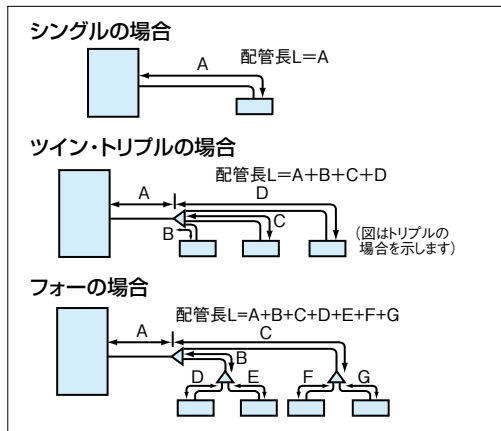 シングルの場合
A
配管長L=A
ツイン・トリプルの場合
配管長L=A+B+C+D
A
D
C
B
(図はトリプルの
場合を示します)
フォーの場合
配管長L=A+B+C+D+E+F+G
A
C
B
D
E
F
G